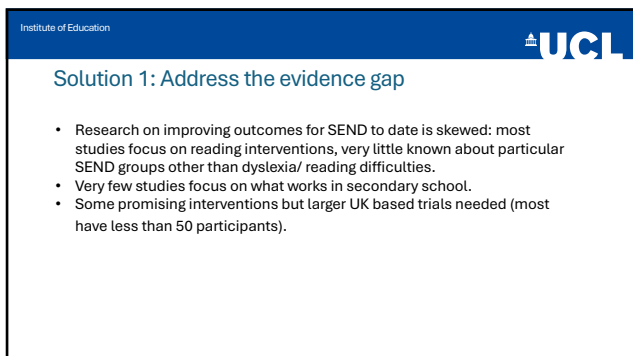 Institute of Education
UCL
Solution 1: Address the evidence gap
• Research on improving outcomes for SEND to date is skewed: most
studies focus on reading interventions, very little known about particular
SEND groups other than dyslexia/ reading difficulties.
• Very few studies focus on what works in secondary school.
• Some promising interventions but larger UK based trials needed (most
have less than 50 participants).